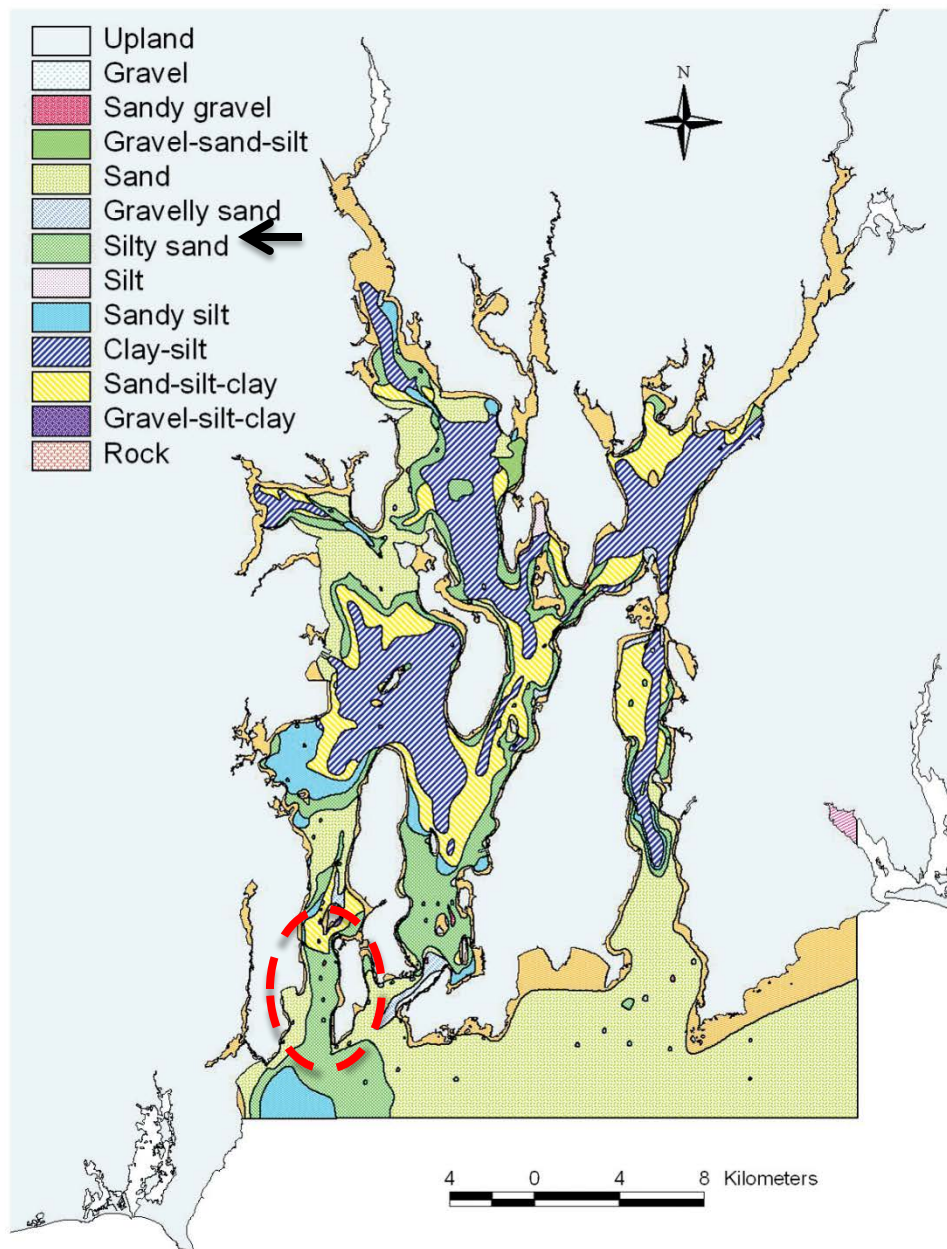 Upland
Gravel
Sandy gravel
Gravel-sand-silt
Sand
Gravelly sand
Silty sand
Silt
Sandy silt
Clay-silt
Sand-silt-clay
Gravel-silt-clay
Rock
N
4 0 4 8 Kilometers